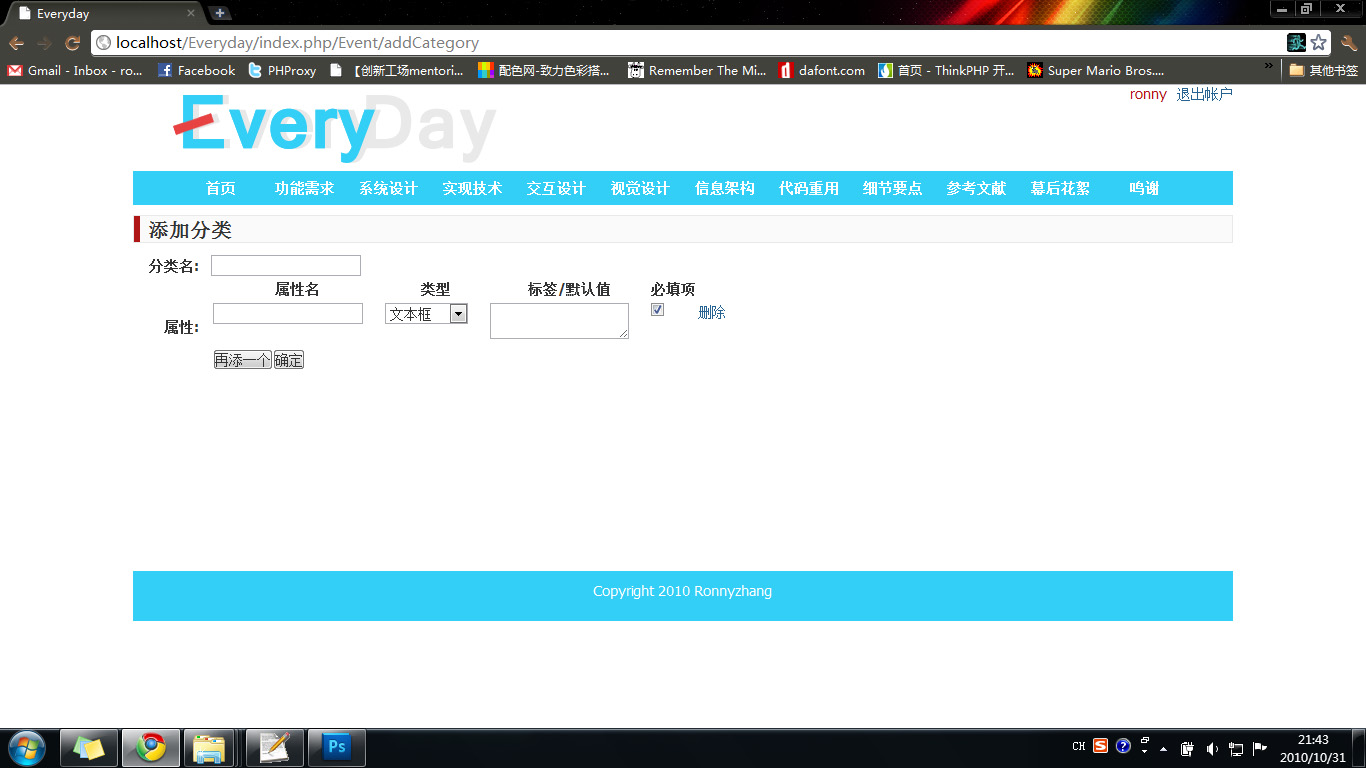 Everyday
localhost/Everyday/index.php/Event/addCategory
Gmail - Inbox - ro... Facebook PHProxy 【创新工场mentori... 配色网-致力色彩搭... Remember The Mi... dafont.com 首页 - ThinkPHP 开... Super Mario Bros.... » 其他书签
EveryDay
ronny 退出帐户
首页 功能需求 系统设计 实现技术 交互设计 视觉设计 信息架构 代码重用 细节要点 参考文献 幕后花絮 鸣谢
添加分类
分类名:
属性名 类型 标签/默认值 必填项
属性: 文本框 删除
再添一个 确定
Copyright 2010 Ronnyzhang
Ps CH 21:43
2010/10/31